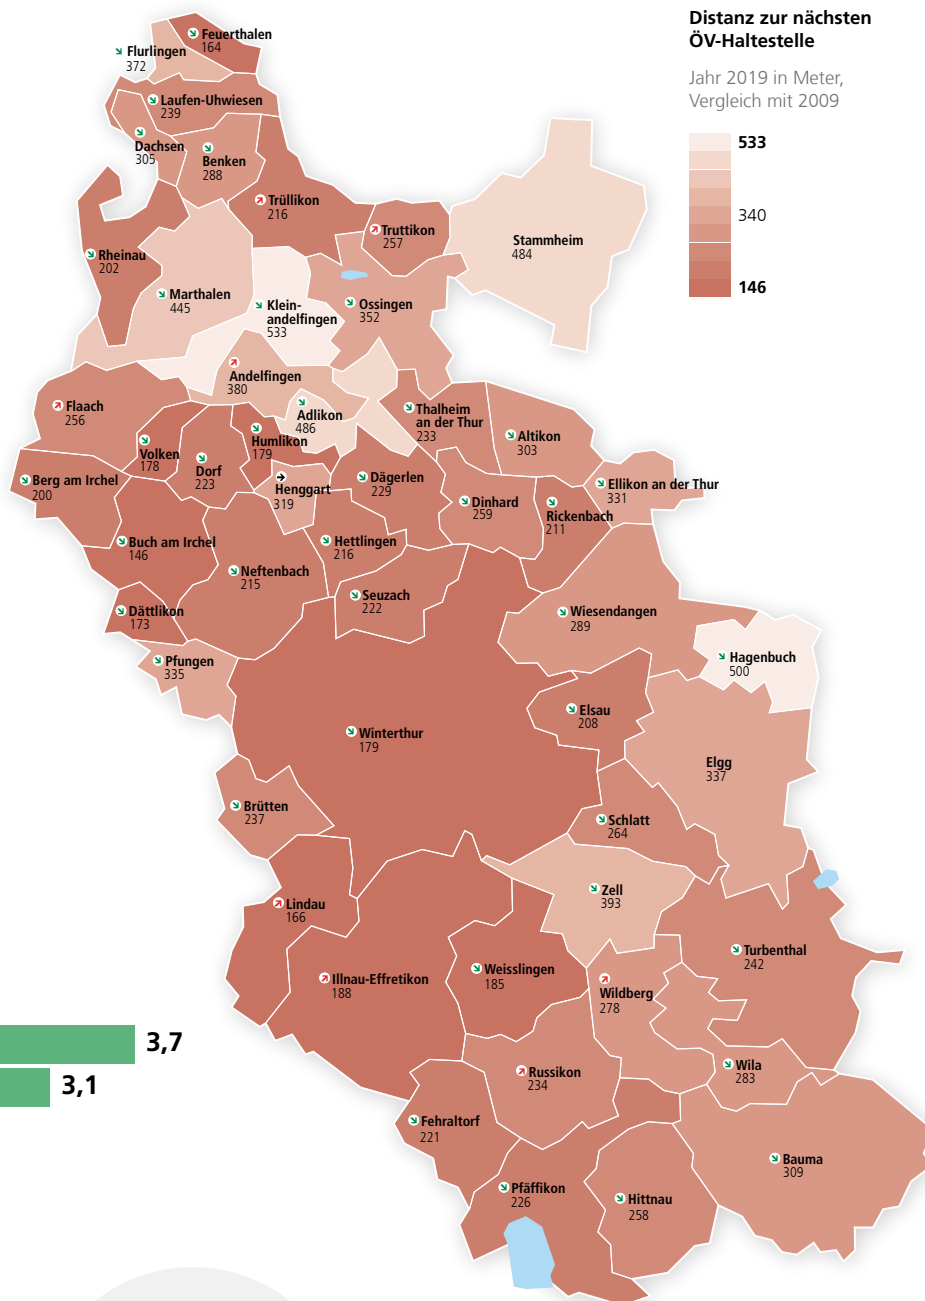 Distanz zur nächsten
ÖV-Haltestelle
Jahr 2019 in Meter,
Vergleich mit 2009
533
340
146
Feuerthalen
164
Flurlingen
372
Laufen-Uhwiesen
239
Dachsen
305
Benken
288
Trüllikon
216
Truttikon
257
Stammheim
484
Rheinau
202
Marthalen
445
Klein-
andelfingen
533
Ossingen
352
Andelfingen
380
Flaach
256
Adlikon
486
Thalheim
an der Thur
233
Altikon
303
Volken
178
Dorf
223
Humlikon
179
Henggart
319
Dägerlen
229
Berg am Irchel
200
Dinhard
259
Rickenbach
211
Ellikon an der Thur
331
Buch am Irchel
146
Hettlingen
216
Neftenbach
215
Seuzach
222
Dättlikon
173
Wiesendangen
289
Pfungen
335
Hagenbuch
500
Elsau
208
Winterthur
179
Elgg
337
Brütten
237
Schlatt
264
Zell
393
Lindau
166
Turbenthal
242
Illnau-Effretikon
188
Weisslingen
185
Wildberg
278
3,7
3,1
Russikon
234
Wila
283
Fehraltorf
221
Bauma
309
Pfäffikon
226
Hittnau
258